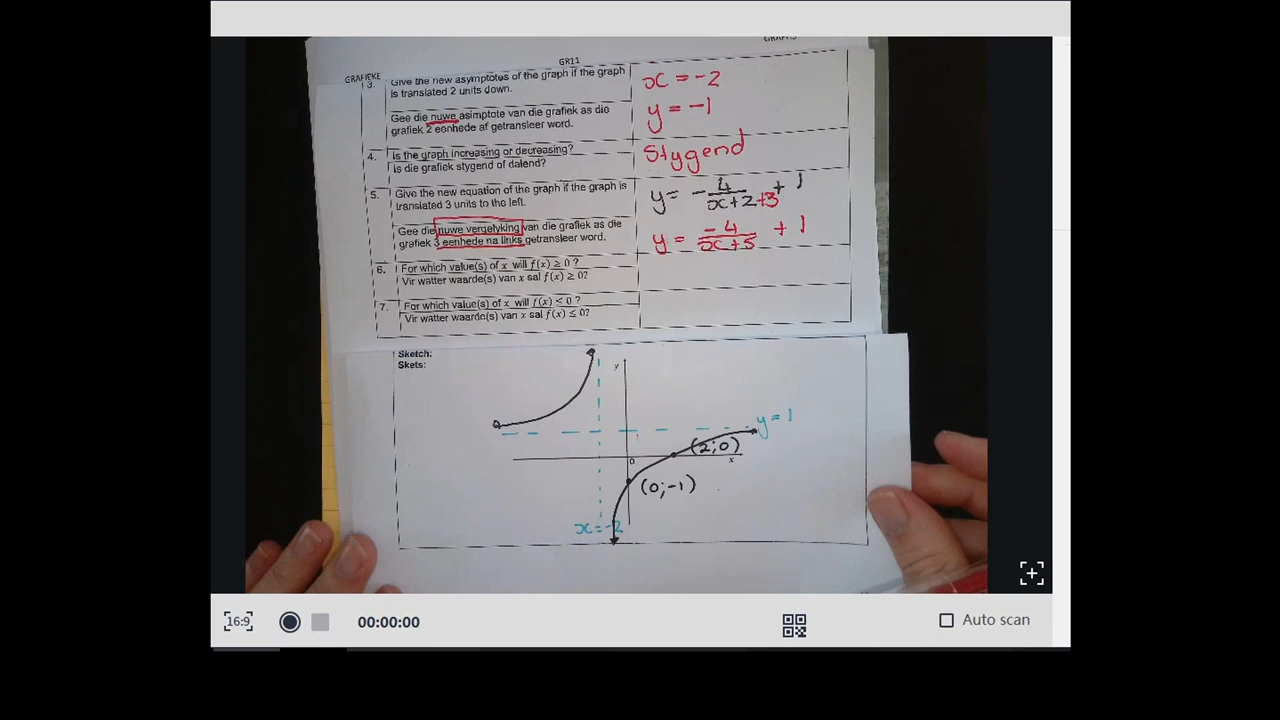 GRAFIEKE
GR11
3. Give the new asymptotes of the graph if the graph
is translated 2 units down.
Gee die nuwe asimptote van die grafiek as die
grafiek 2 eenhede af getransleer word.
x = -2
y = -1
4. Is the graph increasing or decreasing?
Is die grafiek stygend of dalend?
Stygend
5. Give the new equation of the graph if the graph is
translated 3 units to the left.
Gee die nuwe vergelyking van die grafiek as die
grafiek 3 eenhede na links getransleer word.
y = -4/(x+2+3) + 1
y = -4/(x+5) + 1
6. For which value(s) of x will f(x) ≥ 0 ?
Vir watter waarde(s) van x sal f(x) ≥ 0?
7. For which value(s) of x will f(x) ≤ 0 ?
Vir watter waarde(s) van x sal f(x) ≤ 0?
Sketch:
Skets:
y
y = 1
(2;0)
0
x
(0;-1)
x = -2
16:9
00:00:00
Auto scan